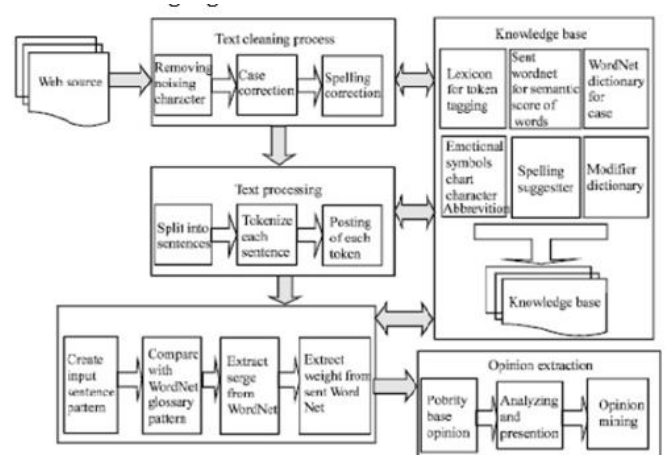 Web source
Text cleaning process
Removing
noising
character
Case
correction
Spelling
correction
Knowledge base
Lexicon
for token
tagging
Sent
wordnet
for semantic
score of
words
WordNet
dictionary
for
case
Emotional
symbols
chart
character
Abbrevition
Spelling
suggester
Modifier
dictionary
Knowledge base
Text processing
Split into
sentences
Tokenize
each
sentence
Posting
of each
token
Create
input
sentence
pattern
Compare
with
WordNet
glossary
pattern
Extract
serge
from
WordNet
Extrect
weight from
sent Word
Net
Opinion extraction
Pobrity
base
opinion
Analyzing
and
presention
Opinion
mining